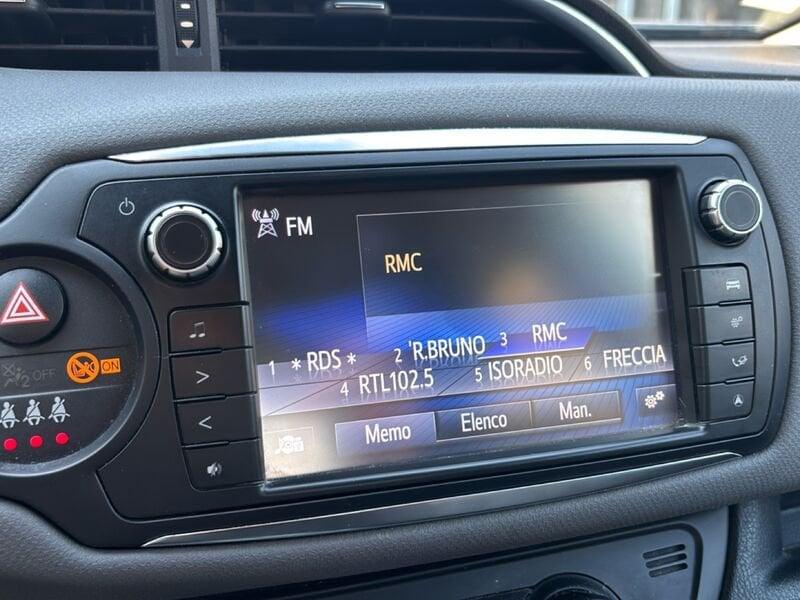 FM
RMC
1 *RDS* 2 'R.BRUNO 3 RMC
4 RTL102.5 5 ISORADIO 6 FRECCIA
Memo Elenco Man.
OFF
ON
2